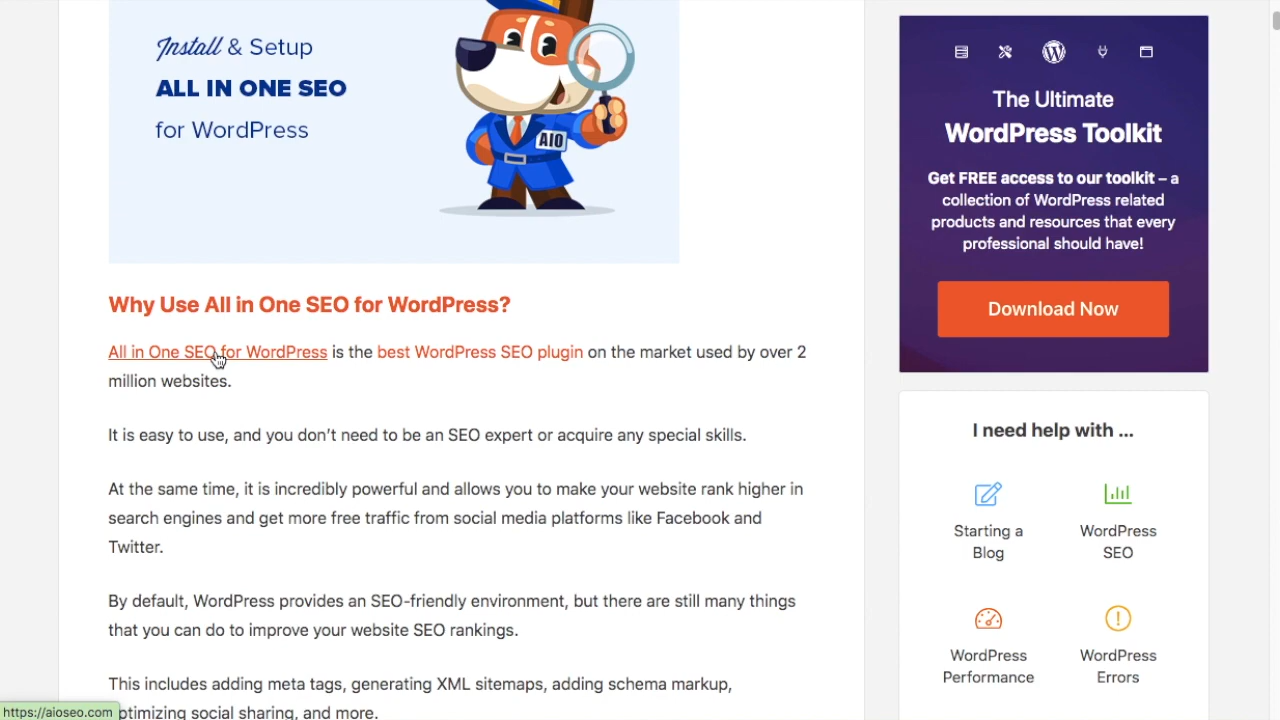 Install & Setup
ALL IN ONE SEO
for WordPress
AIO
Why Use All in One SEO for WordPress?
All in One SEO for WordPress is the best WordPress SEO plugin on the market used by over 2
million websites.
It is easy to use, and you don’t need to be an SEO expert or acquire any special skills.
At the same time, it is incredibly powerful and allows you to make your website rank higher in
search engines and get more free traffic from social media platforms like Facebook and
Twitter.
By default, WordPress provides an SEO-friendly environment, but there are still many things
that you can do to improve your website SEO rankings.
This includes adding meta tags, generating XML sitemaps, adding schema markup,
optimizing social sharing, and more.
https://aioseo.com
The Ultimate
WordPress Toolkit
Get FREE access to our toolkit – a
collection of WordPress related
products and resources that every
professional should have!
Download Now
I need help with ...
Starting a
Blog
WordPress
SEO
WordPress
Performance
WordPress
Errors